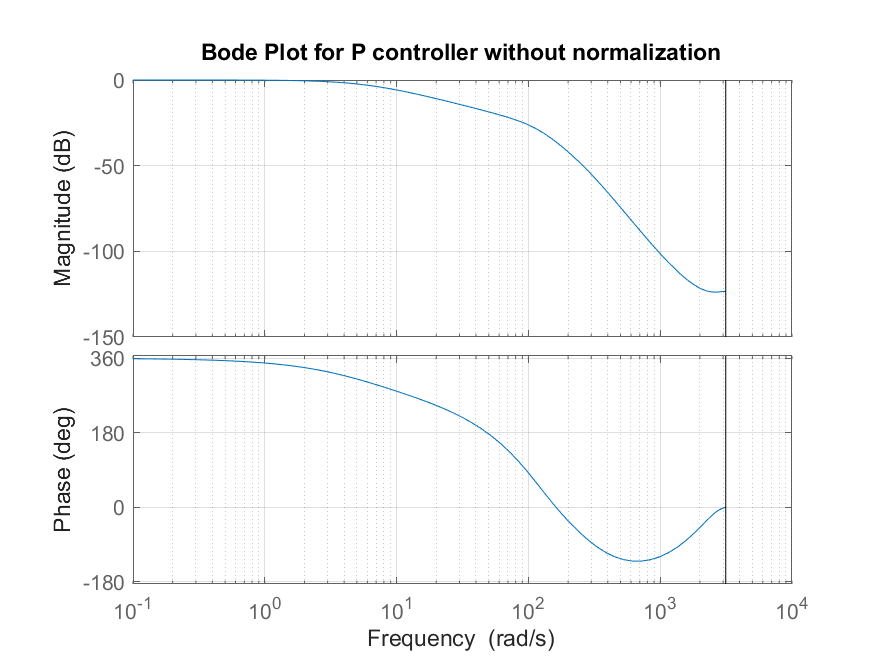 Bode Plot for P controller without normalization
Magnitude (dB)
0
-50
-100
-150
Phase (deg)
360
180
0
-180
10^-1 10^0 10^1 10^2 10^3 10^4
Frequency (rad/s)